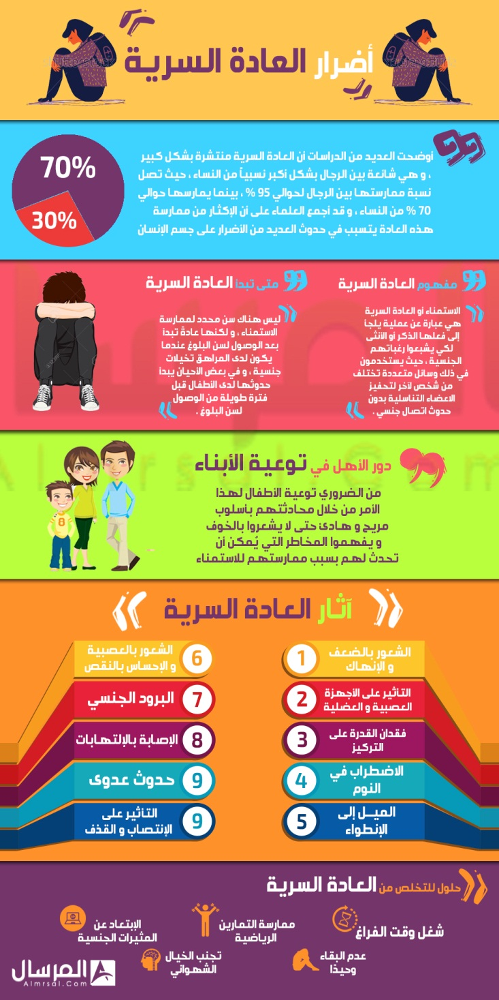 أضرار العادة السرية
أوضحت العديد من الدراسات أن العادة السرية منتشرة بشكل كبير
، و هي شائعة بين الرجال بشكل أكبر نسبياً من النساء ، حيث تصل
نسبة ممارستها بين الرجال لحوالي 95 % ، بينما يمارسها حوالي
70 % من النساء ، و قد أجمع العلماء على أن الإكثار من ممارسة
هذه العادة يتسبب في حدوث العديد من الأضرار على جسم الإنسان
70%
30%
مفهوم العادة السرية
الاستمناء أو العادة السرية
هي عبارة عن عملية يلجأ
إلى فعلها الذكر أو الأنثى
لكي يشبعوا رغباتهم
الجنسية ، حيث يستخدمون
في ذلك وسائل متعددة تختلف
من شخص لآخر لتحفيز
الاعضاء التناسلية بدون
حدوث اتصال جنسي .
متى تبدأ العادة السرية
ليس هناك سن محدد لممارسة
الاستمناء ، و لكنها عادةً تبدأ
بعد الوصول لسن البلوغ عندما
يكون لدى المراهق تخيلات
جنسية ، و في بعض الأحيان يبدأ
حدوثها لدى الأطفال قبل
فترة طويلة من الوصول
لسن البلوغ .
دور الأهل في توعية الأبناء
من الضروري توعية الأطفال لهذا
الأمر من خلال محادثتهم بأسلوب
مريح و هادئ حتى لا يشعروا بالخوف
و يفهموا المخاطر التي يُمكن أن
تحدث لهم بسبب ممارستهم للاستمناء
آثار العادة السرية
1 الشعور بالضعف
و الإنهاك
2 التأثير على الأجهزة
العصبية و العضلية
3 فقدان القدرة على
التركيز
4 الاضطراب في
النوم
5 الميل إلى
الإنطواء
6 الشعور بالعصبية
و الإحساس بالنقص
7 البرود الجنسي
8 الإصابة بالإلتهابات
9 حدوث عدوى
9 التأثير على
الإنتصاب و القذف
حلول للتخلص من العادة السرية
شغل وقت الفراغ
ممارسة التمارين
الرياضية
الإبتعاد عن
المثيرات الجنسية
عدم البقاء
وحيدًا
تجنب الخيال
الشهواني
المرسال
Almrsal.Com